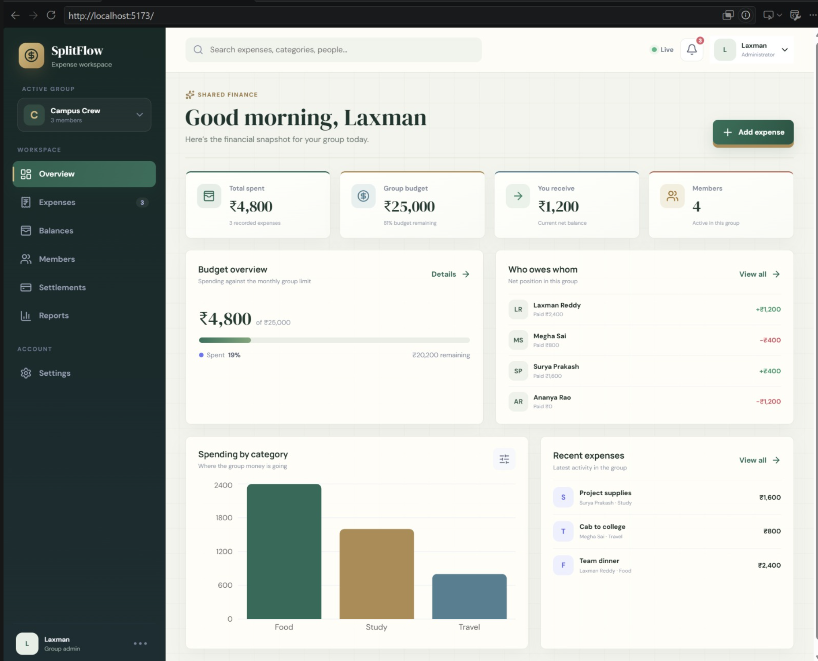 http://localhost:5173/
SplitFlow
Expense workspace
ACTIVE GROUP
C
Campus Crew
3 members
WORKSPACE
Overview
Expenses
3
Balances
Members
Settlements
Reports
ACCOUNT
Settings
L
Laxman
Group admin
Search expenses, categories, people...
Live
L
Laxman
Administrator
SHARED FINANCE
Good morning, Laxman
Here's the financial snapshot for your group today.
Add expense
Total spent
₹4,800
3 recorded expenses
Group budget
₹25,000
81% budget remaining
You receive
₹1,200
Current net balance
Members
4
Active in this group
Budget overview
Spending against the monthly group limit
Details
₹4,800 of ₹25,000
Spent 19%
₹20,200 remaining
Who owes whom
Net position in this group
View all
LR
Laxman Reddy
Paid ₹2,400
+₹1,200
MS
Megha Sai
Paid ₹800
-₹400
SP
Surya Prakash
Paid ₹1,600
+₹400
AR
Ananya Rao
Paid ₹0
-₹1,200
Spending by category
Where the group money is going
2400
1800
1200
600
0
Food
Study
Travel
Recent expenses
Latest activity in the group
View all
S
Project supplies
Surya Prakash · Study
₹1,600
T
Cab to college
Megha Sai · Travel
₹800
F
Team dinner
Laxman Reddy · Food
₹2,400